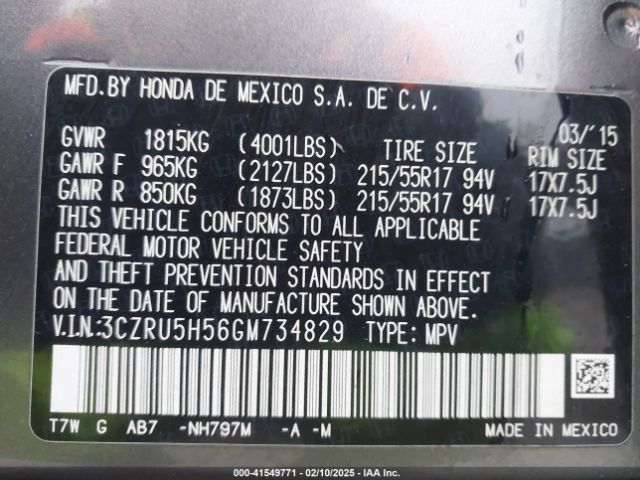 MFD. BY HONDA DE MEXICO S.A. DE C.V.
03/'15
GVWR 1815KG (4001LBS) TIRE SIZE RIM SIZE
GAWR F 965KG (2127LBS) 215/55R17 94V 17X7.5J
GAWR R 850KG (1873LBS) 215/55R17 94V 17X7.5J
THIS VEHICLE CONFORMS TO ALL APPLICABLE
FEDERAL MOTOR VEHICLE SAFETY
AND THEFT PREVENTION STANDARDS IN EFFECT
ON THE DATE OF MANUFACTURE SHOWN ABOVE.
V.I.N:3CZRU5H56GM734829 TYPE: MPV
T7W G AB7 -NH797M -A -M MADE IN MEXICO
000-41549771 - 02/10/2025 - IAA Inc.